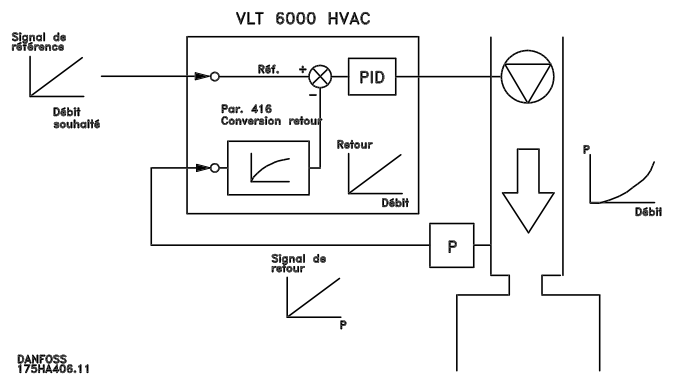 VLT 6000 HVAC
Signal de
référence
Débit
souhaité
Réf.
+
−
PID
Par. 416
Conversion retour
Retour
Débit
P
Débit
P
Signal de
retour
P
DANFOSS
175HA406.11